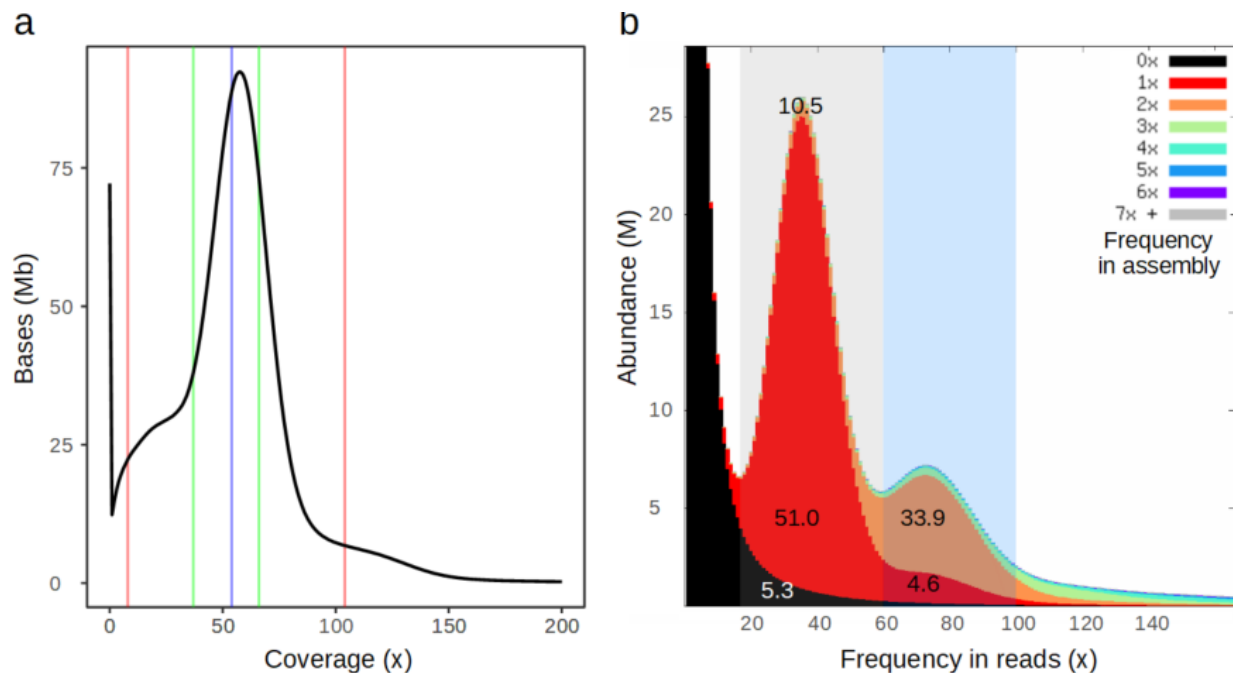 a
Bases (Mb)
75
50
25
0
0 50 100 150 200
Coverage (x)
b
Abundance (M)
25
20
15
10
5
10.5
51.0
5.3
33.9
4.6
0x
1x
2x
3x
4x
5x
6x
7x +
Frequency
in assembly
20 40 60 80 100 120 140
Frequency in reads (x)